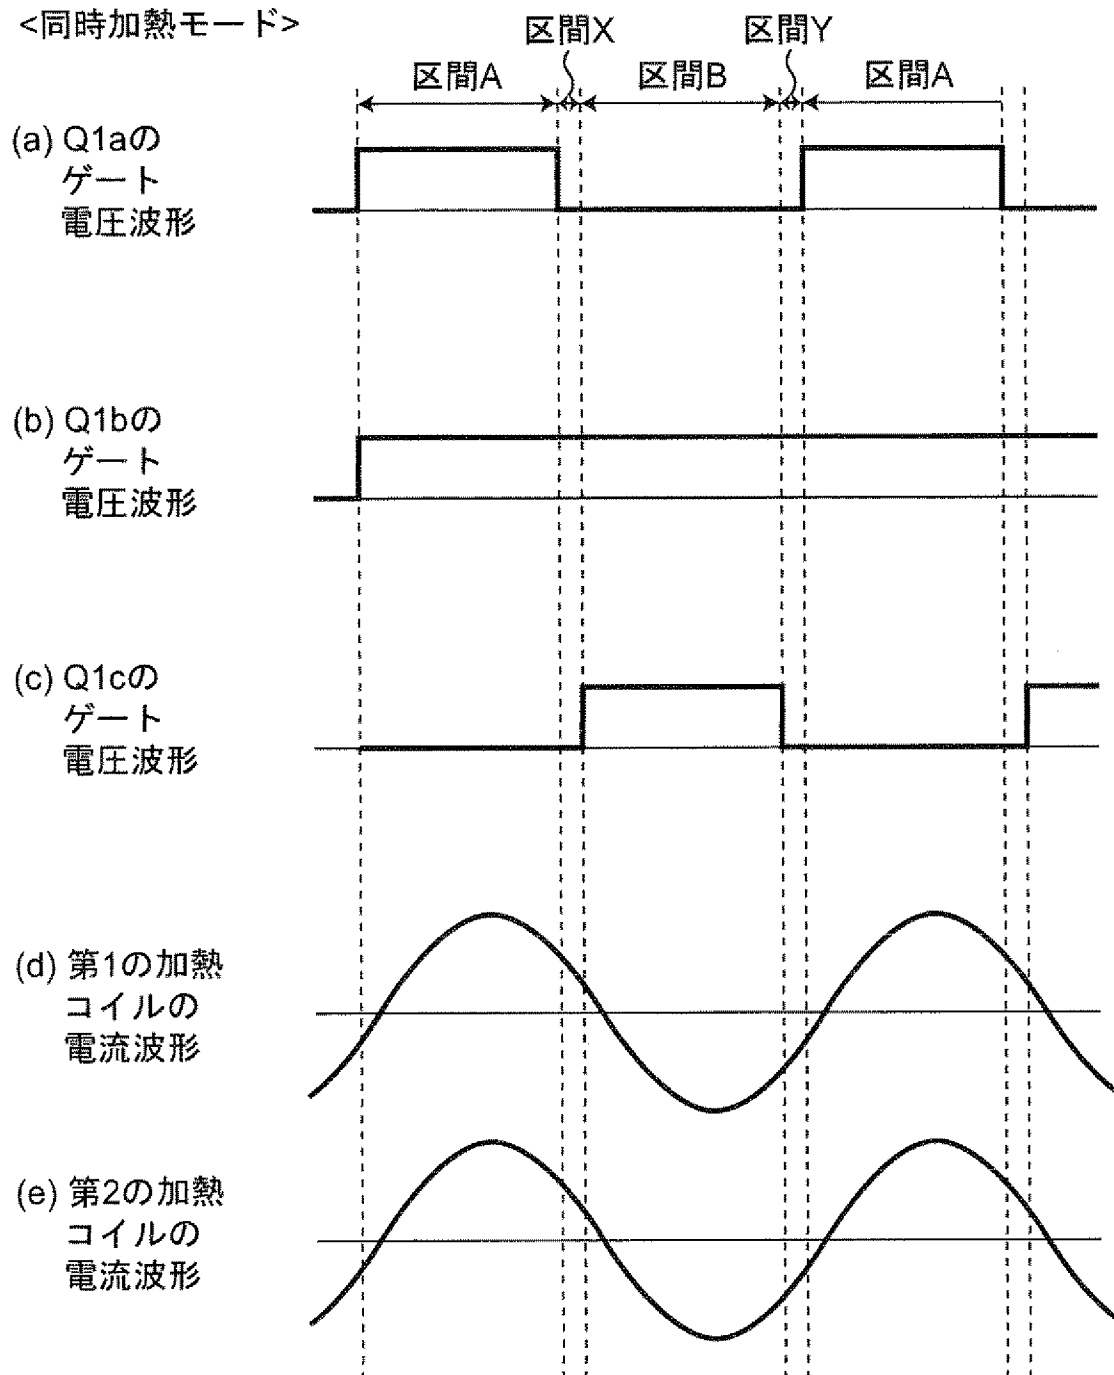 <同時加熱モード>
区間X
区間Y
区間A
区間B
区間A
(a) Q1aの
ゲート
電圧波形
(b) Q1bの
ゲート
電圧波形
(c) Q1cの
ゲート
電圧波形
(d) 第1の加熱
コイルの
電流波形
(e) 第2の加熱
コイルの
電流波形